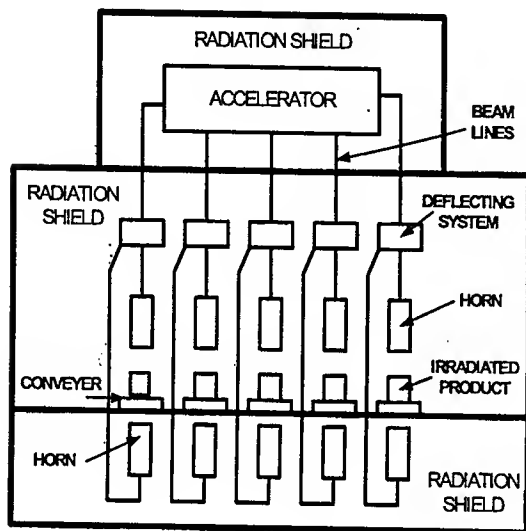 RADIATION SHIELD
ACCELERATOR
BEAM
LINES
RADIATION
SHIELD
DEFLECTING
SYSTEM
HORN
CONVEYER
IRRADIATED
PRODUCT
HORN
RADIATION
SHIELD